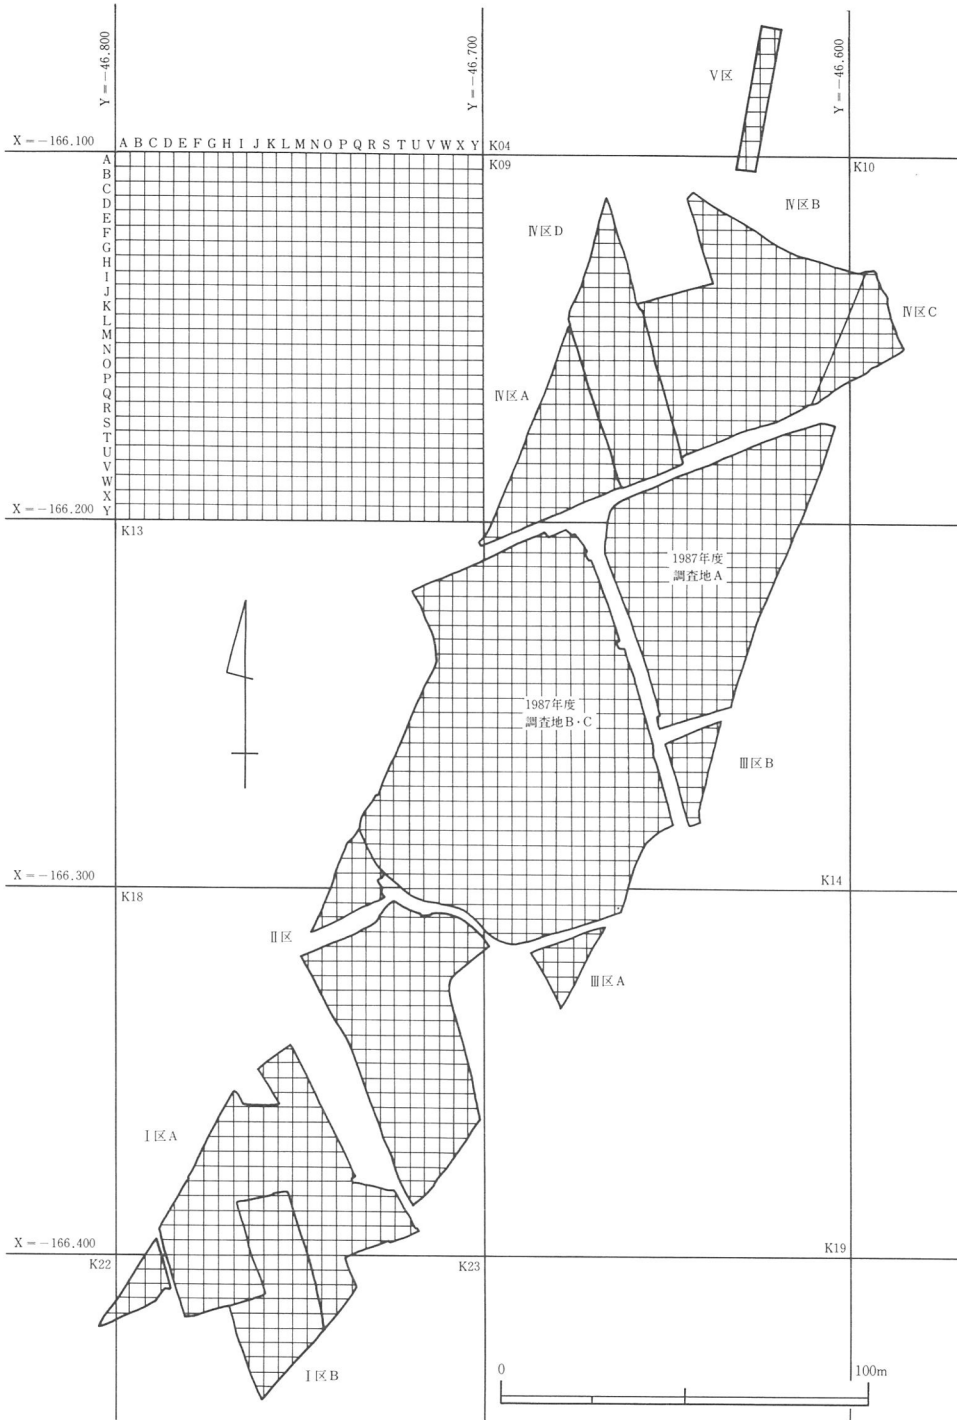 Y=-46.800
Y=-46.700
Y=-46.600
V区
X=-166.100
A B C D E F G H I J K L M N O P Q R S T U V W X Y
K04
K09
K10
A
B
C
D
E
F
G
H
I
J
K
L
M
N
O
P
Q
R
S
T
U
V
W
X
Y
Ⅳ区B
Ⅳ区D
Ⅳ区C
Ⅳ区A
X=-166.200
K13
1987年度
調査地A
1987年度
調査地B・C
Ⅲ区B
X=-166.300
K18
K14
Ⅱ区
Ⅲ区A
Ⅰ区A
X=-166.400
K22
K23
K19
Ⅰ区B
0
100m